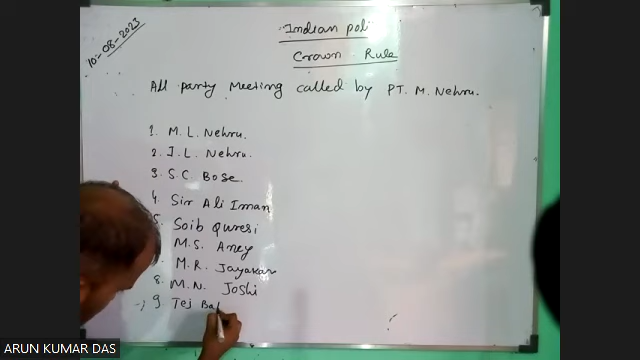 10-08-2023
Indian poli
Crown Rule
All party Meeting called by PT. M. Nehru.
1. M. L. Nehru.
2. J. L. Nehru.
3. S. C. Bose.
4. Sir Ali Iman
5. Soib Quresi
M. S. Aney
M. R. Jayakar
8. M. N. Joshi
9 Tej Ba
ARUN KUMAR DAS